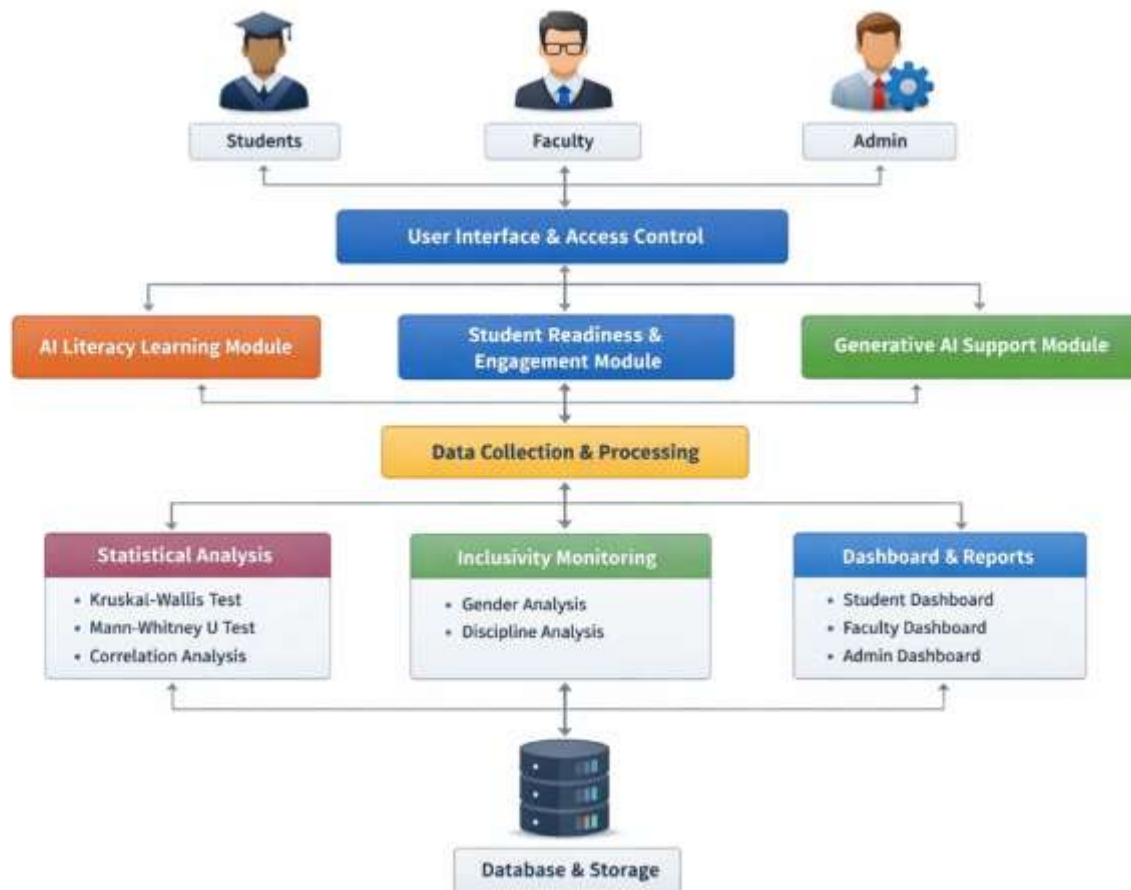 Students
Faculty
Admin
User Interface & Access Control
AI Literacy Learning Module
Student Readiness &
Engagement Module
Generative AI Support Module
Data Collection & Processing
Statistical Analysis
• Kruskal-Wallis Test
• Mann-Whitney U Test
• Correlation Analysis
Inclusivity Monitoring
• Gender Analysis
• Discipline Analysis
Dashboard & Reports
• Student Dashboard
• Faculty Dashboard
• Admin Dashboard
Database & Storage